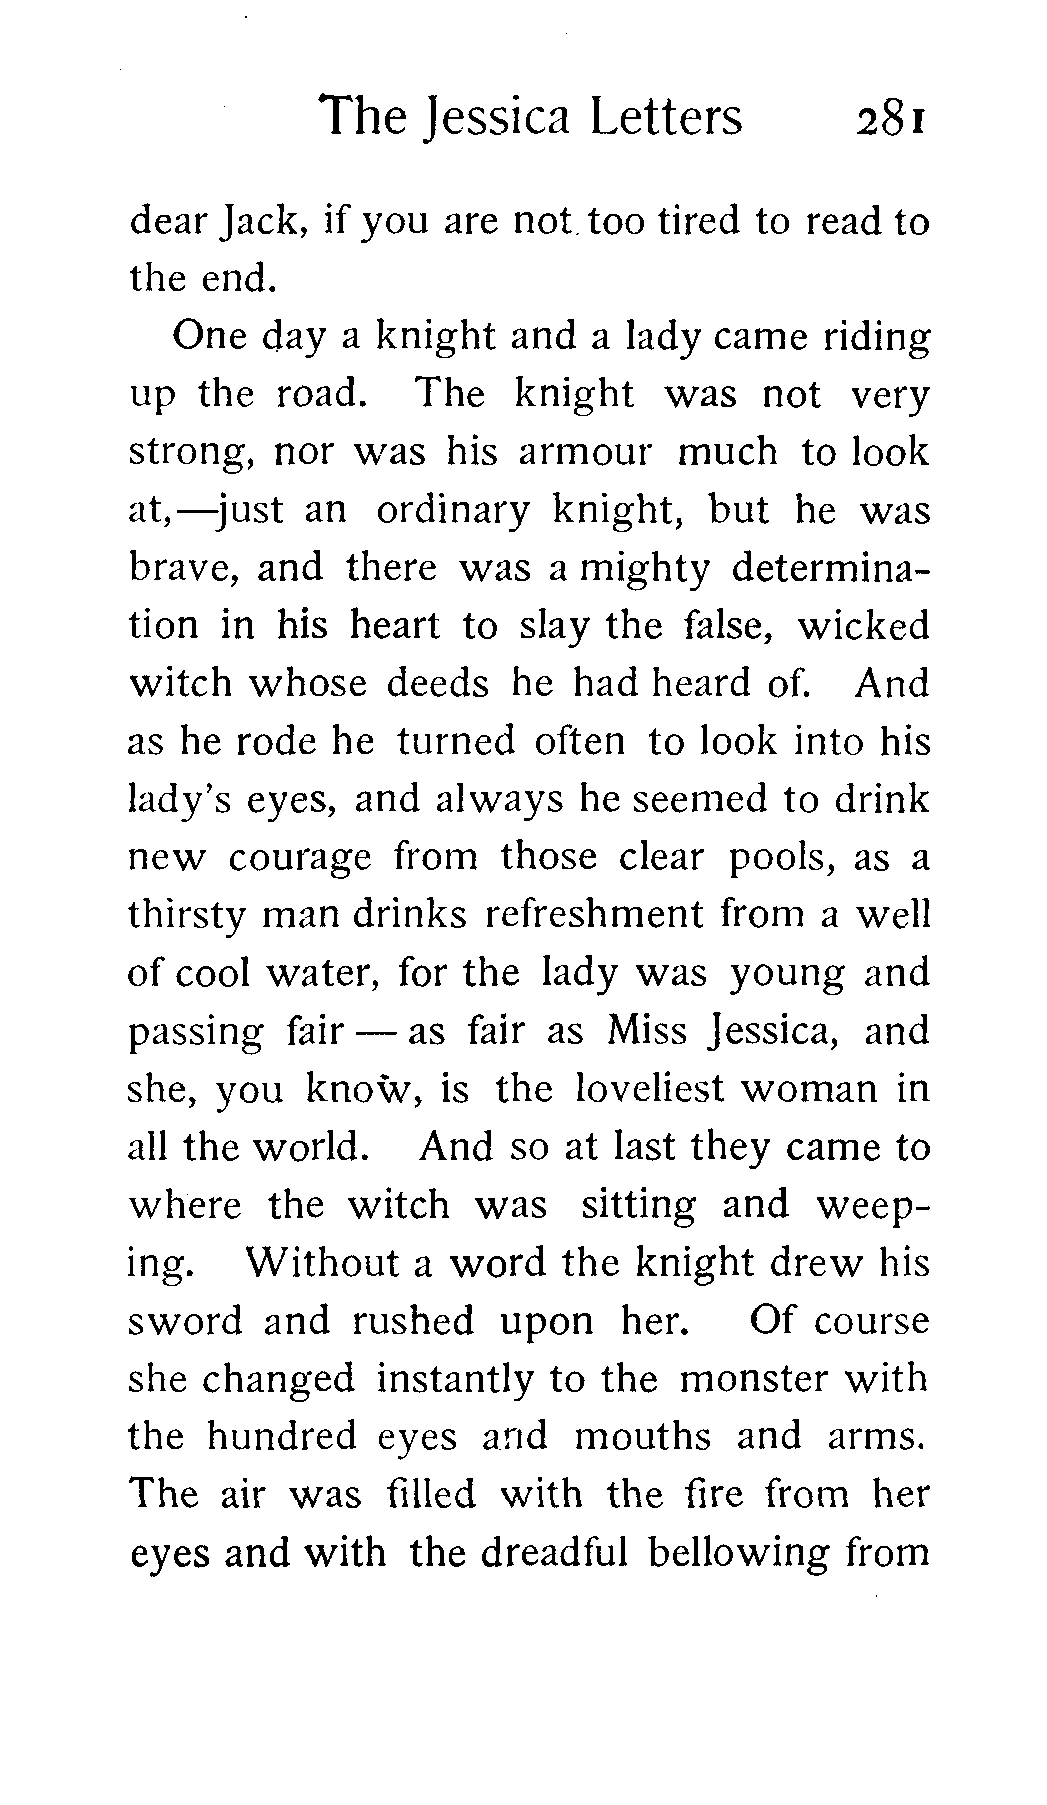 The Jessica Letters 281
dear Jack, if you are not too tired to read to
the end.
One day a knight and a lady came riding
up the road. The knight was not very
strong, nor was his armour much to look
at,—just an ordinary knight, but he was
brave, and there was a mighty determina-
tion in his heart to slay the false, wicked
witch whose deeds he had heard of. And
as he rode he turned often to look into his
lady's eyes, and always he seemed to drink
new courage from those clear pools, as a
thirsty man drinks refreshment from a well
of cool water, for the lady was young and
passing fair — as fair as Miss Jessica, and
she, you know, is the loveliest woman in
all the world. And so at last they came to
where the witch was sitting and weep-
ing. Without a word the knight drew his
sword and rushed upon her. Of course
she changed instantly to the monster with
the hundred eyes and mouths and arms.
The air was filled with the fire from her
eyes and with the dreadful bellowing from